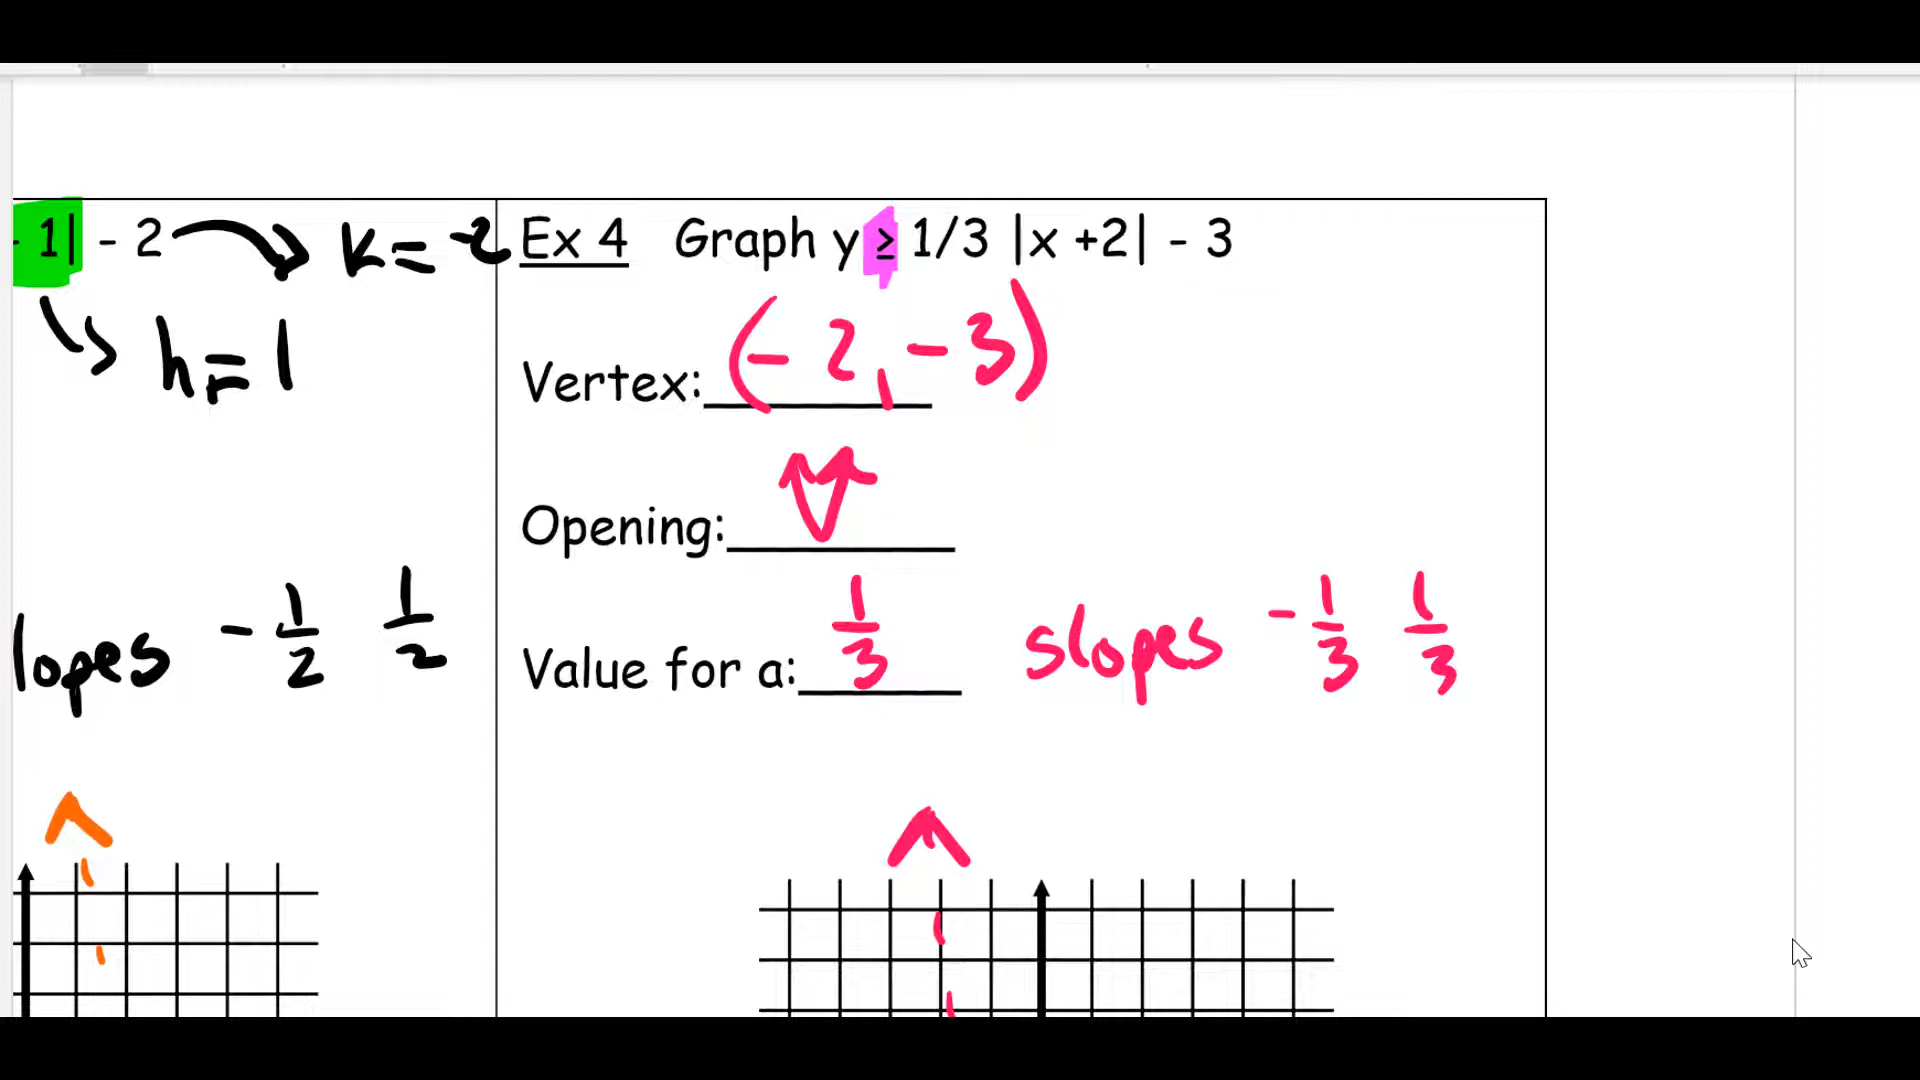 1| - 2 K = -2
h = 1
lopes - 1/2 1/2
Ex 4 Graph y ≥ 1/3 |x +2| - 3
Vertex: (-2, -3)
Opening:
Value for a: 1/3 slopes - 1/3 1/3